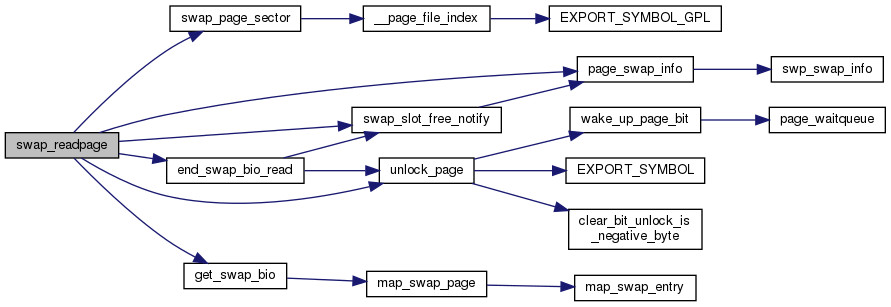 swap_page_sector
__page_file_index
EXPORT_SYMBOL_GPL
page_swap_info
swp_swap_info
swap_slot_free_notify
wake_up_page_bit
page_waitqueue
swap_readpage
end_swap_bio_read
unlock_page
EXPORT_SYMBOL
clear_bit_unlock_is
_negative_byte
get_swap_bio
map_swap_page
map_swap_entry